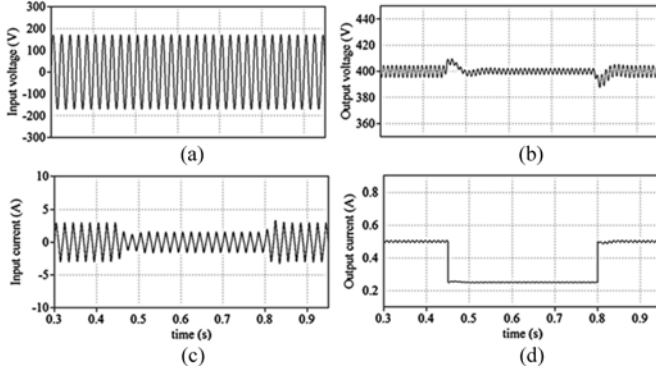 300
200
100
0
-100
-200
-300
Input voltage (V)
(a)
440
420
400
380
360
Output voltage (V)
(b)
10
5
0
-5
-10
Input current (A)
0.3 0.4 0.5 0.6 0.7 0.8 0.9
time (s)
(c)
0.8
0.6
0.4
0.2
Output current (A)
0.3 0.4 0.5 0.6 0.7 0.8 0.9
time (s)
(d)